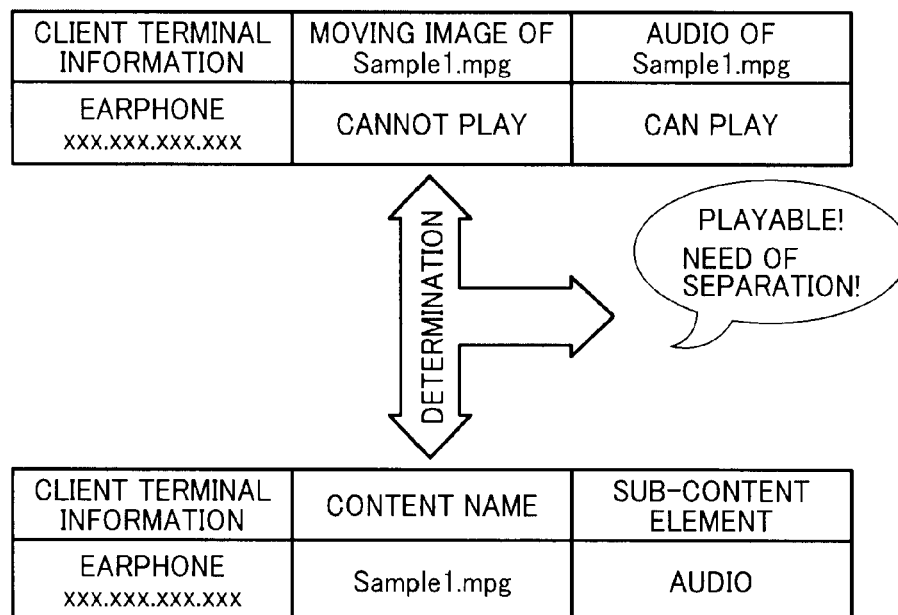 CLIENT TERMINAL INFORMATION
MOVING IMAGE OF Sample1.mpg
AUDIO OF Sample1.mpg
EARPHONE xxx.xxx.xxx.xxx
CANNOT PLAY
CAN PLAY
DETERMINATION
PLAYABLE!
NEED OF
SEPARATION!
CLIENT TERMINAL INFORMATION
CONTENT NAME
SUB-CONTENT ELEMENT
EARPHONE xxx.xxx.xxx.xxx
Sample1.mpg
AUDIO